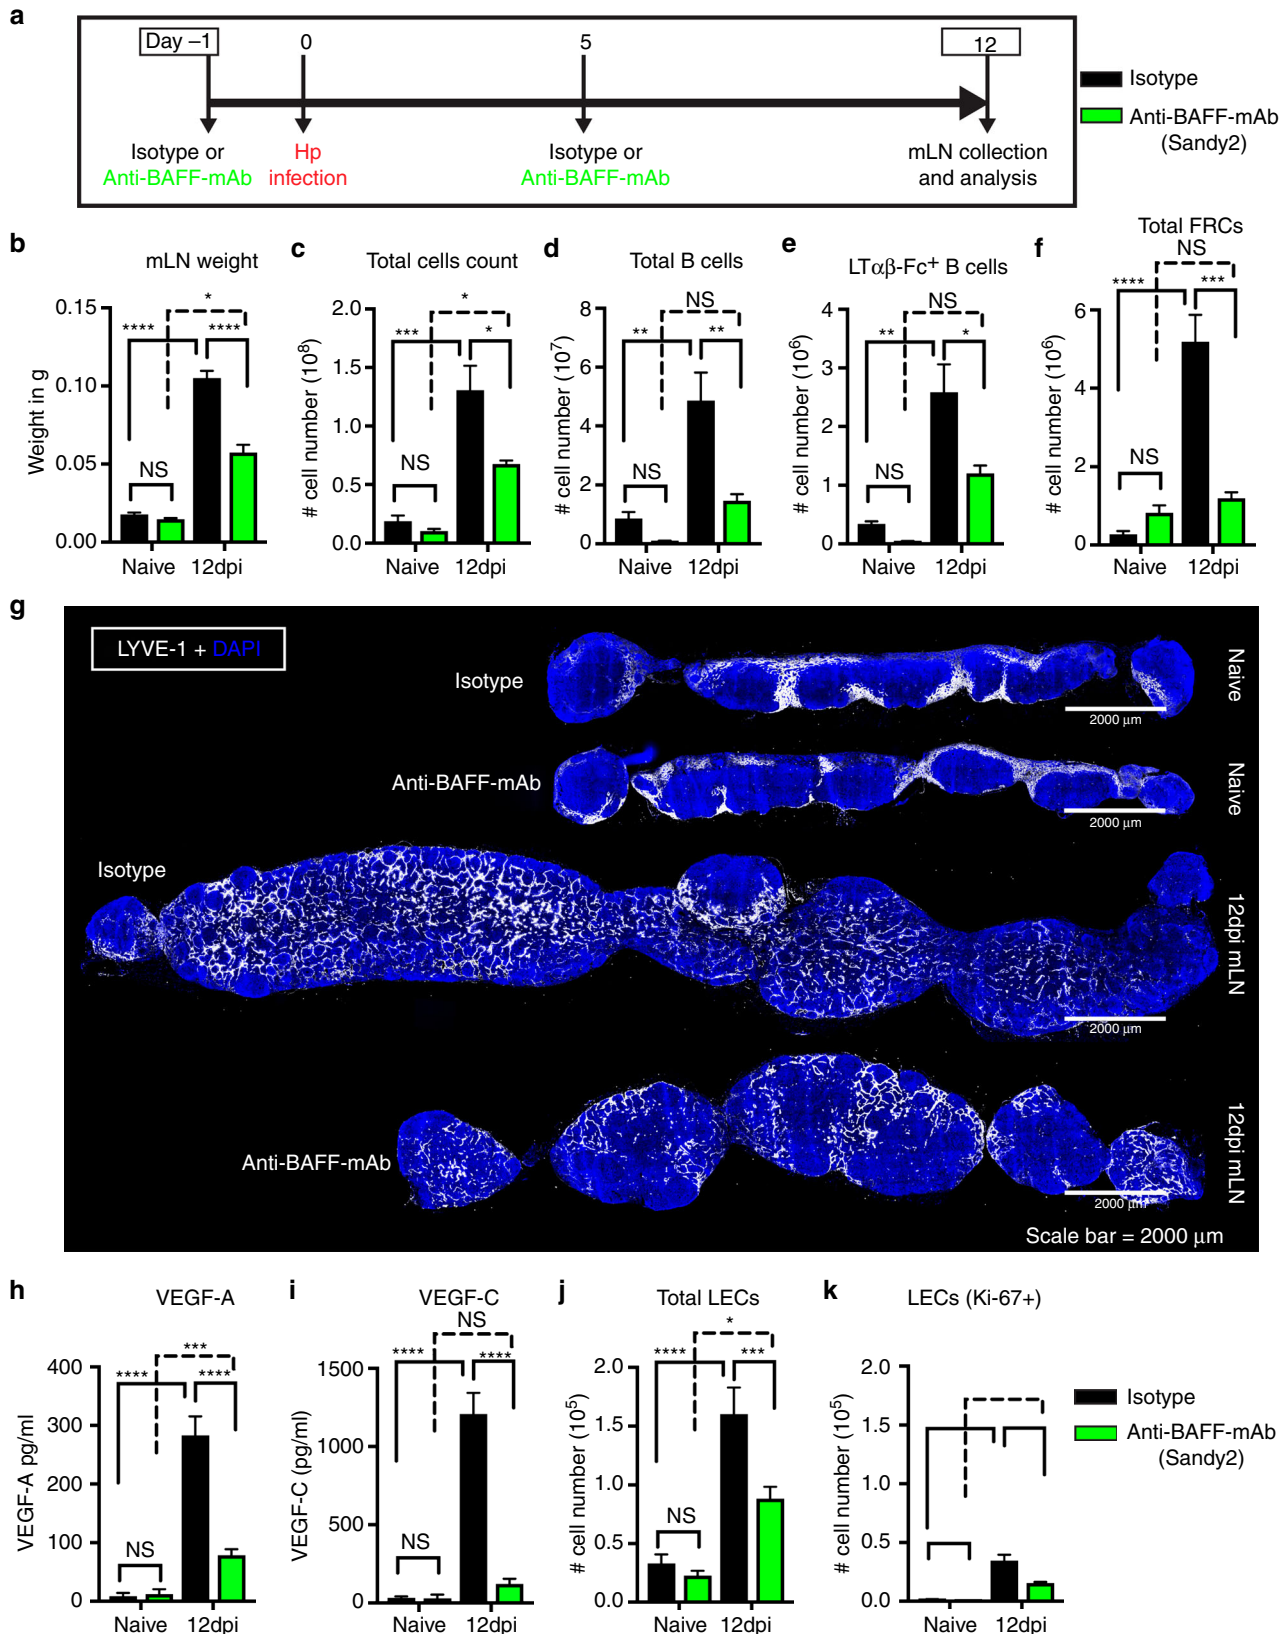 a
Day –1
0
5
12
Isotype or
Anti-BAFF-mAb
Hp
infection
Isotype or
Anti-BAFF-mAb
mLN collection
and analysis
Isotype
Anti-BAFF-mAb
(Sandy2)
b
mLN weight
Weight in g
0.15
0.10
0.05
0.00
****
*
****
NS
Naive 12dpi
c
Total cells count
# cell number (10⁸)
2.0
1.5
1.0
0.5
0.0
***
*
*
NS
Naive 12dpi
d
Total B cells
# cell number (10⁷)
8
6
4
2
0
**
NS
**
NS
Naive 12dpi
e
LTαβ-Fc⁺ B cells
# cell number (10⁶)
4
3
2
1
0
**
NS
*
NS
Naive 12dpi
f
Total FRCs
# cell number (10⁶)
6
4
2
0
****
NS
***
NS
Naive 12dpi
g
LYVE-1 + DAPI
Isotype
Naive
2000 μm
Anti-BAFF-mAb
Naive
2000 μm
Isotype
12dpi mLN
2000 μm
Anti-BAFF-mAb
12dpi mLN
2000 μm
Scale bar = 2000 μm
h
VEGF-A
VEGF-A pg/ml
400
300
200
100
0
****
***
****
NS
Naive 12dpi
i
VEGF-C
VEGF-C (pg/ml)
1500
1000
500
0
****
NS
****
NS
Naive 12dpi
j
Total LECs
# cell number (10⁵)
2.0
1.5
1.0
0.5
0.0
****
*
***
NS
Naive 12dpi
k
LECs (Ki-67+)
# cell number (10⁵)
2.0
1.5
1.0
0.5
0.0
Naive 12dpi
Isotype
Anti-BAFF-mAb
(Sandy2)